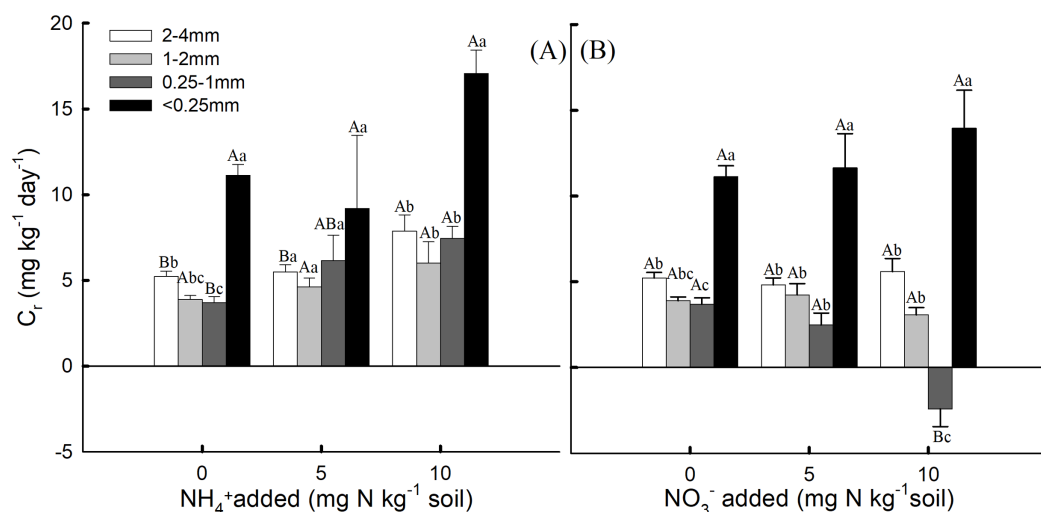 20
15
10
5
0
-5
C_r (mg kg⁻¹ day⁻¹)
2-4mm
1-2mm
0.25-1mm
<0.25mm
(A)
Bb
Abc
Bc
Aa
Ba
Aa
ABa
Aa
Ab
Ab
Ab
Aa
0 5 10
NH₄⁺added (mg N kg⁻¹ soil)
(B)
Ab
Abc
Ac
Aa
Ab
Ab
Ab
Aa
Ab
Ab
Bc
Aa
0 5 10
NO₃⁻ added (mg N kg⁻¹soil)